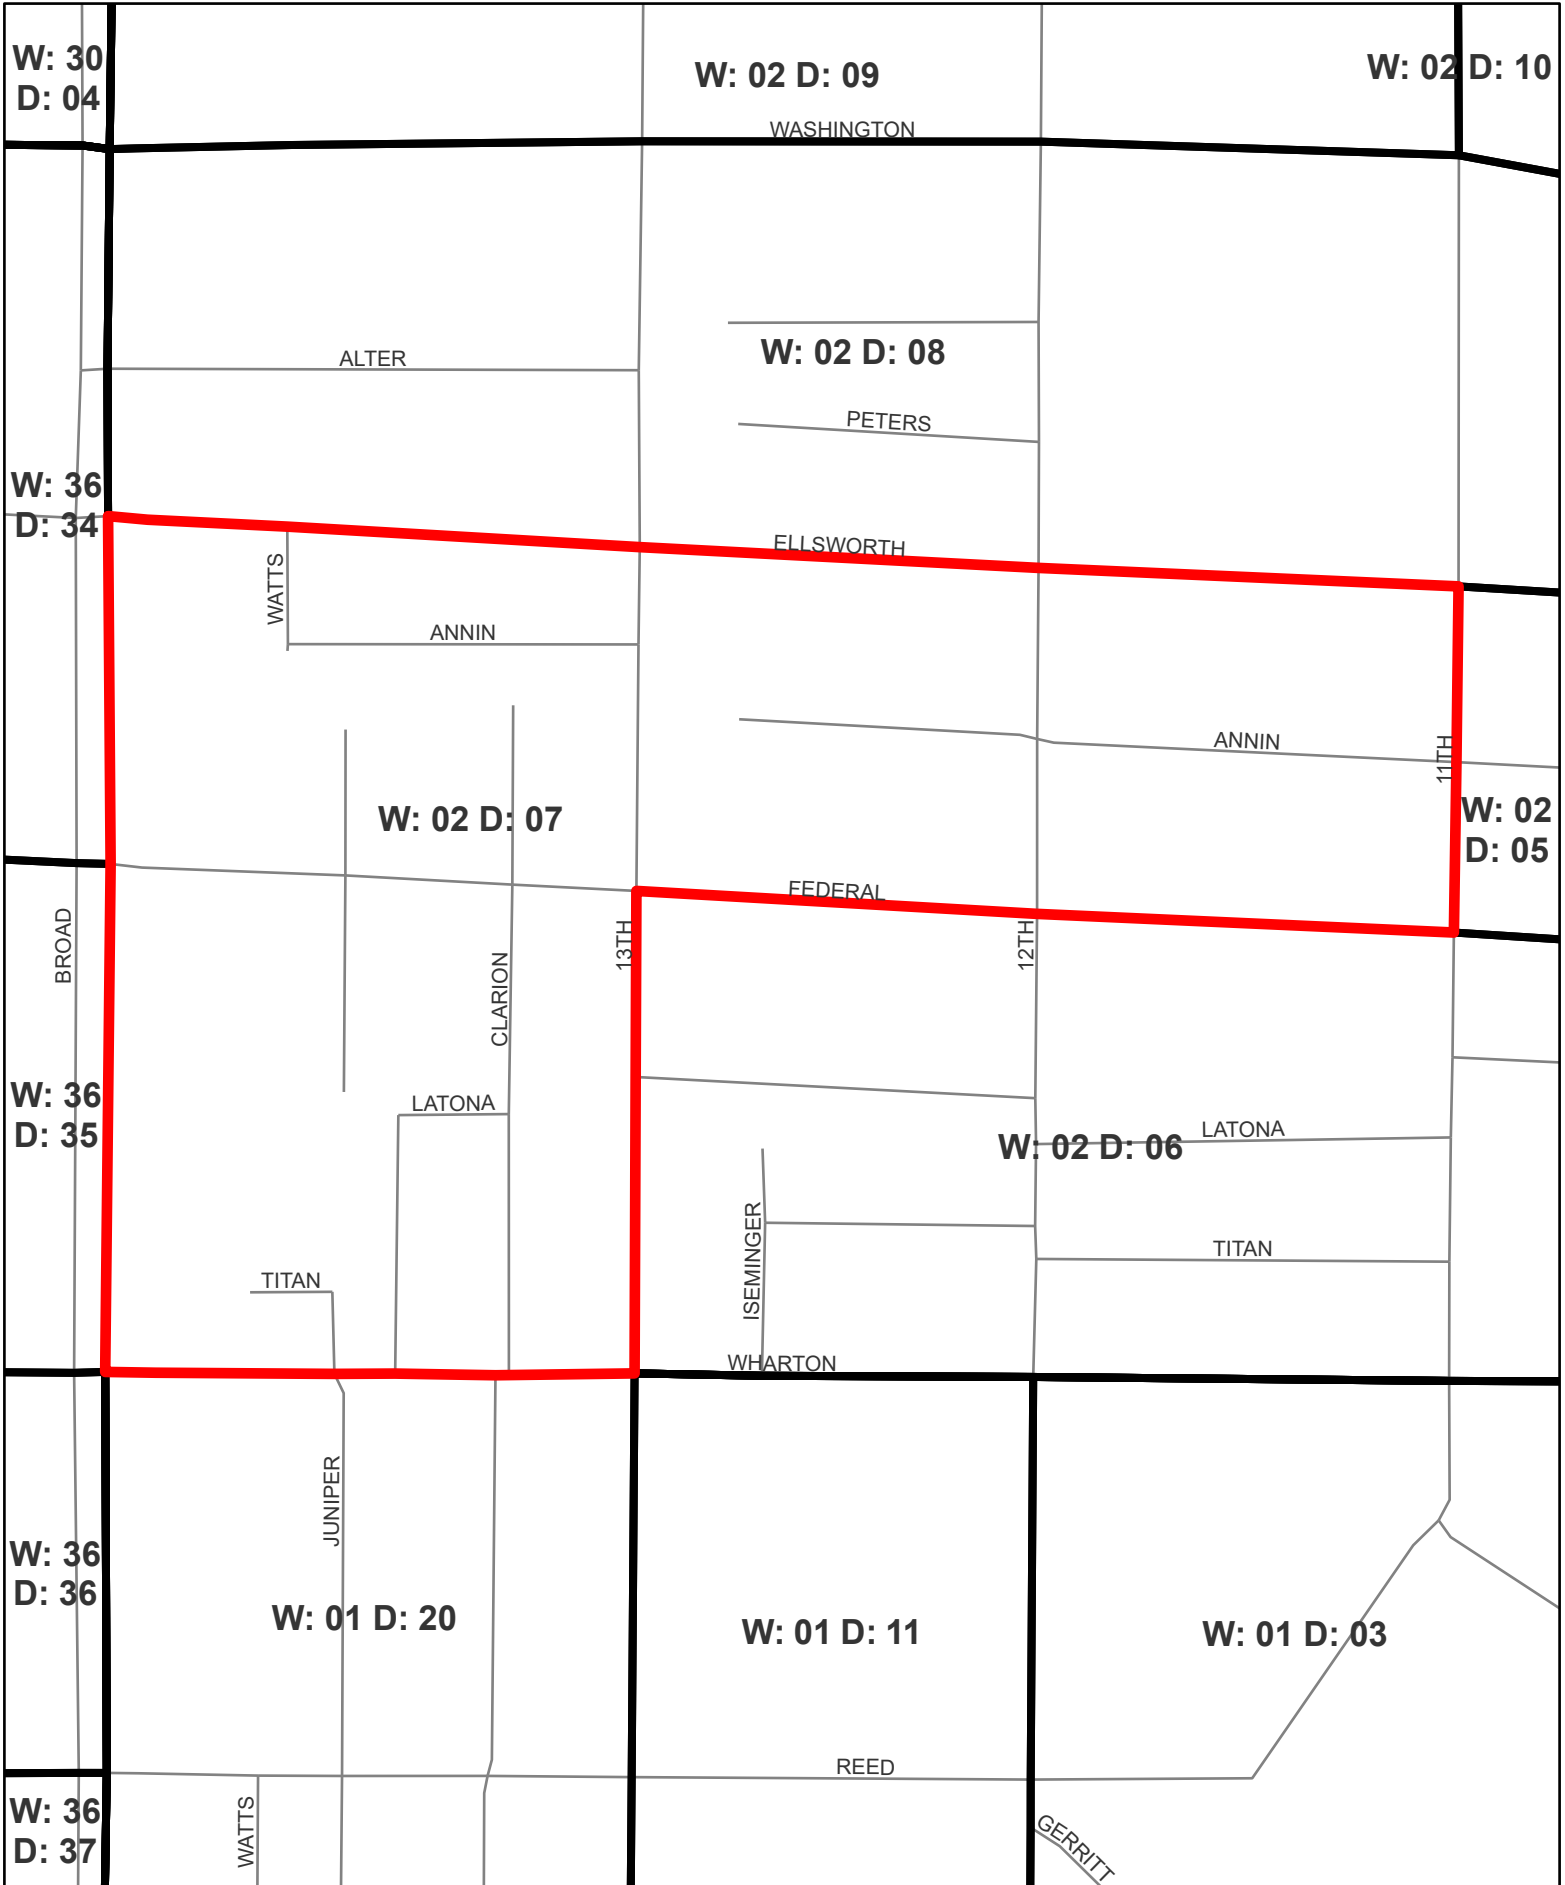 W: 30
D: 04
W: 02 D: 09
W: 02 D: 10
WASHINGTON
ALTER
W: 02 D: 08
PETERS
W: 36
D: 34
ELLSWORTH
WATTS
ANNIN
ANNIN
11TH
W: 02 D: 07
W: 02
D: 05
FEDERAL
BROAD
13TH
12TH
CLARION
W: 36
D: 35
LATONA
LATONA
W: 02 D: 06
ISEMINGER
TITAN
TITAN
WHARTON
JUNIPER
W: 36
D: 36
W: 01 D: 20
W: 01 D: 11
W: 01 D: 03
REED
W: 36
D: 37
WATTS
GERRITT